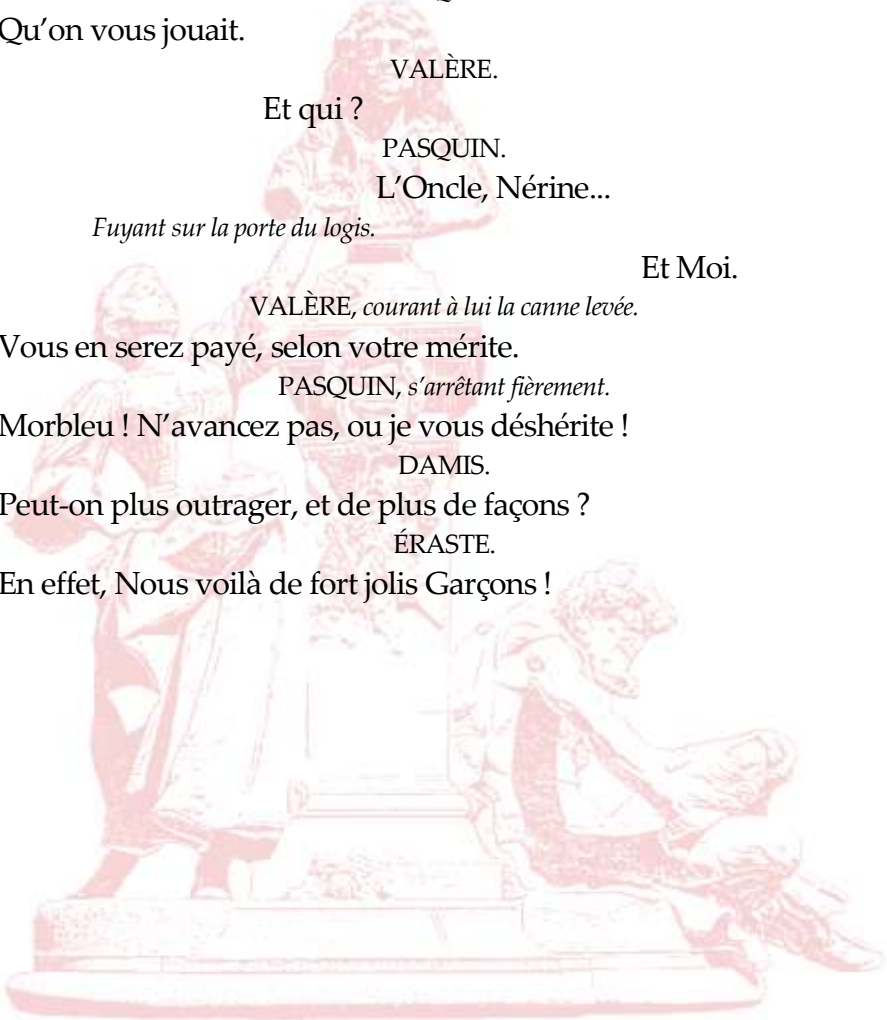 Qu’on vous jouait.
VALÈRE.
Et qui ?
PASQUIN.
L’Oncle, Nérine...
Fuyant sur la porte du logis.
Et Moi.
VALÈRE, courant à lui la canne levée.
Vous en serez payé, selon votre mérite.
PASQUIN, s’arrêtant fièrement.
Morbleu ! N’avancez pas, ou je vous déshérite !
DAMIS.
Peut-on plus outrager, et de plus de façons ?
ÉRASTE.
En effet, Nous voilà de fort jolis Garçons !